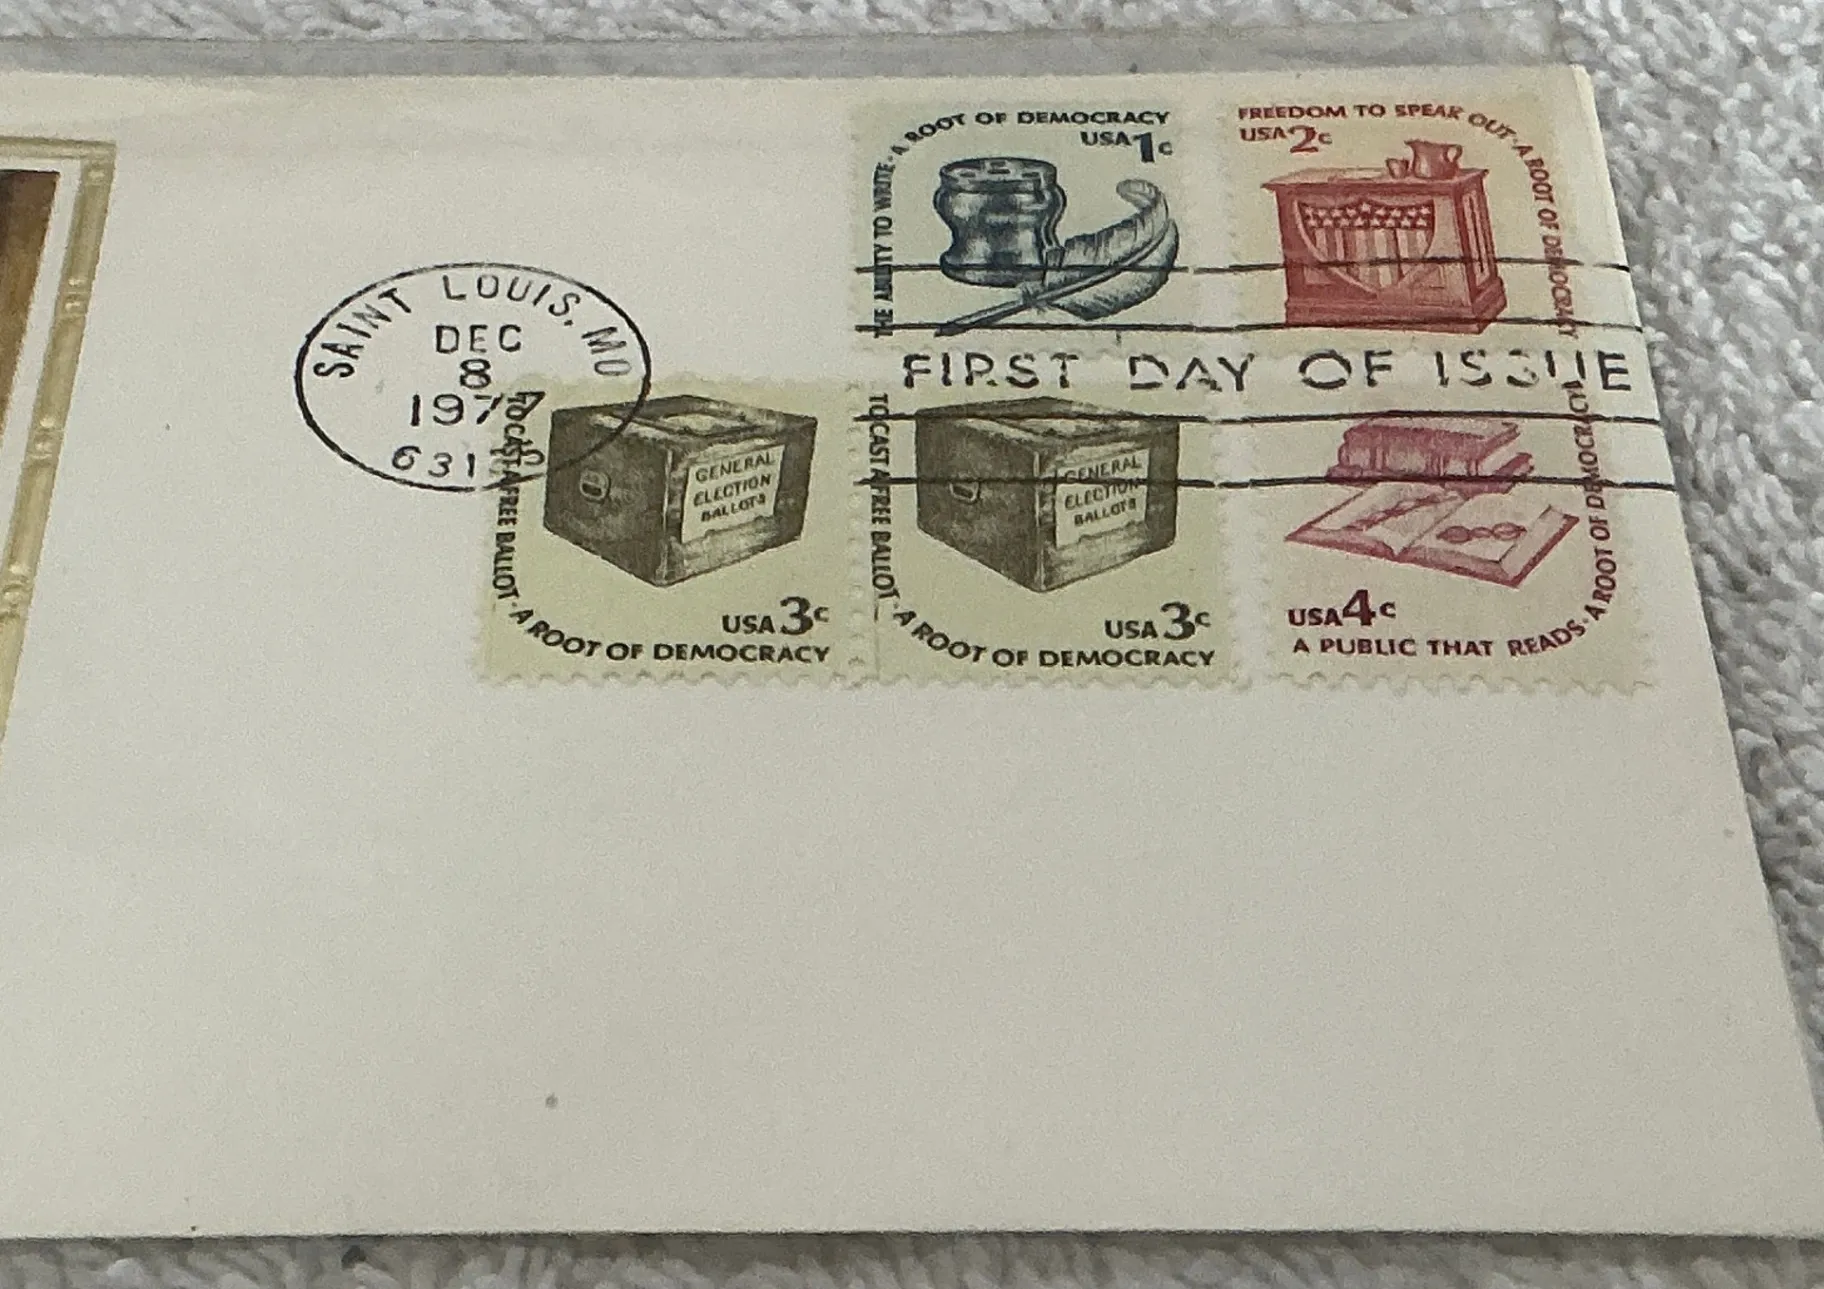 THE ABILITY TO WRITE · A ROOT OF DEMOCRACY
USA 1c
FREEDOM TO SPEAK OUT · A ROOT OF DEMOCRACY
USA 2c
SAINT LOUIS, MO
DEC
8
1977
631
FIRST DAY OF ISSUE
TO CAST A FREE BALLOT · A ROOT OF DEMOCRACY
GENERAL
ELECTION
BALLOTS
USA 3c
TO CAST A FREE BALLOT · A ROOT OF DEMOCRACY
GENERAL
ELECTION
BALLOTS
USA 3c
USA 4c
A PUBLIC THAT READS · A ROOT OF DEMOCRACY